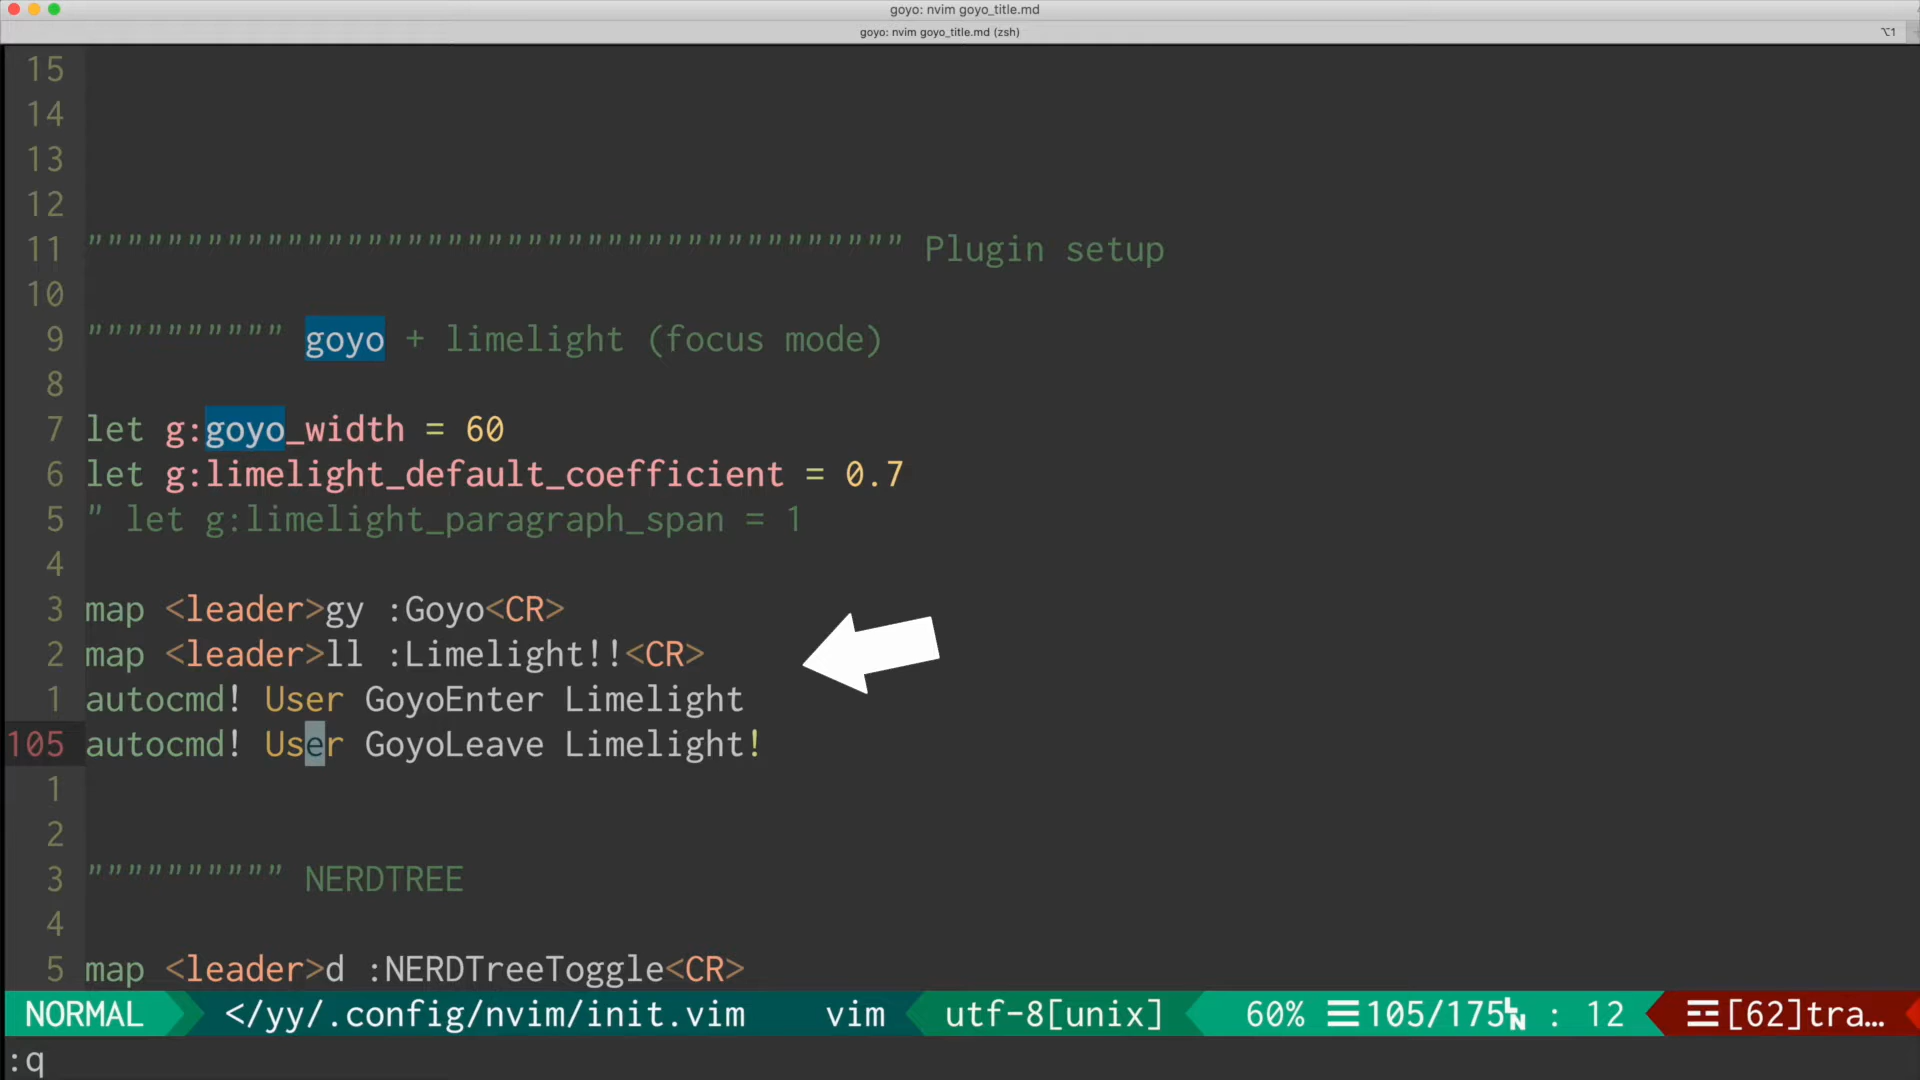 goyo: nvim goyo_title.md
goyo: nvim goyo_title.md (zsh) ⌥1
15
14
13
12
11 """"""""""""""""""""""""""""""""""""""""" Plugin setup
10
9 """""""""" goyo + limelight (focus mode)
8
7 let g:goyo_width = 60
6 let g:limelight_default_coefficient = 0.7
5 " let g:limelight_paragraph_span = 1
4
3 map <leader>gy :Goyo<CR>
2 map <leader>ll :Limelight!!<CR>
1 autocmd! User GoyoEnter Limelight
105 autocmd! User GoyoLeave Limelight!
1
2
3 """""""""" NERDTREE
4
5 map <leader>d :NERDTreeToggle<CR>
NORMAL </yy/.config/nvim/init.vim vim utf-8[unix] 60% ☰105/175␤ : 12 ☲[62]tra…
:q